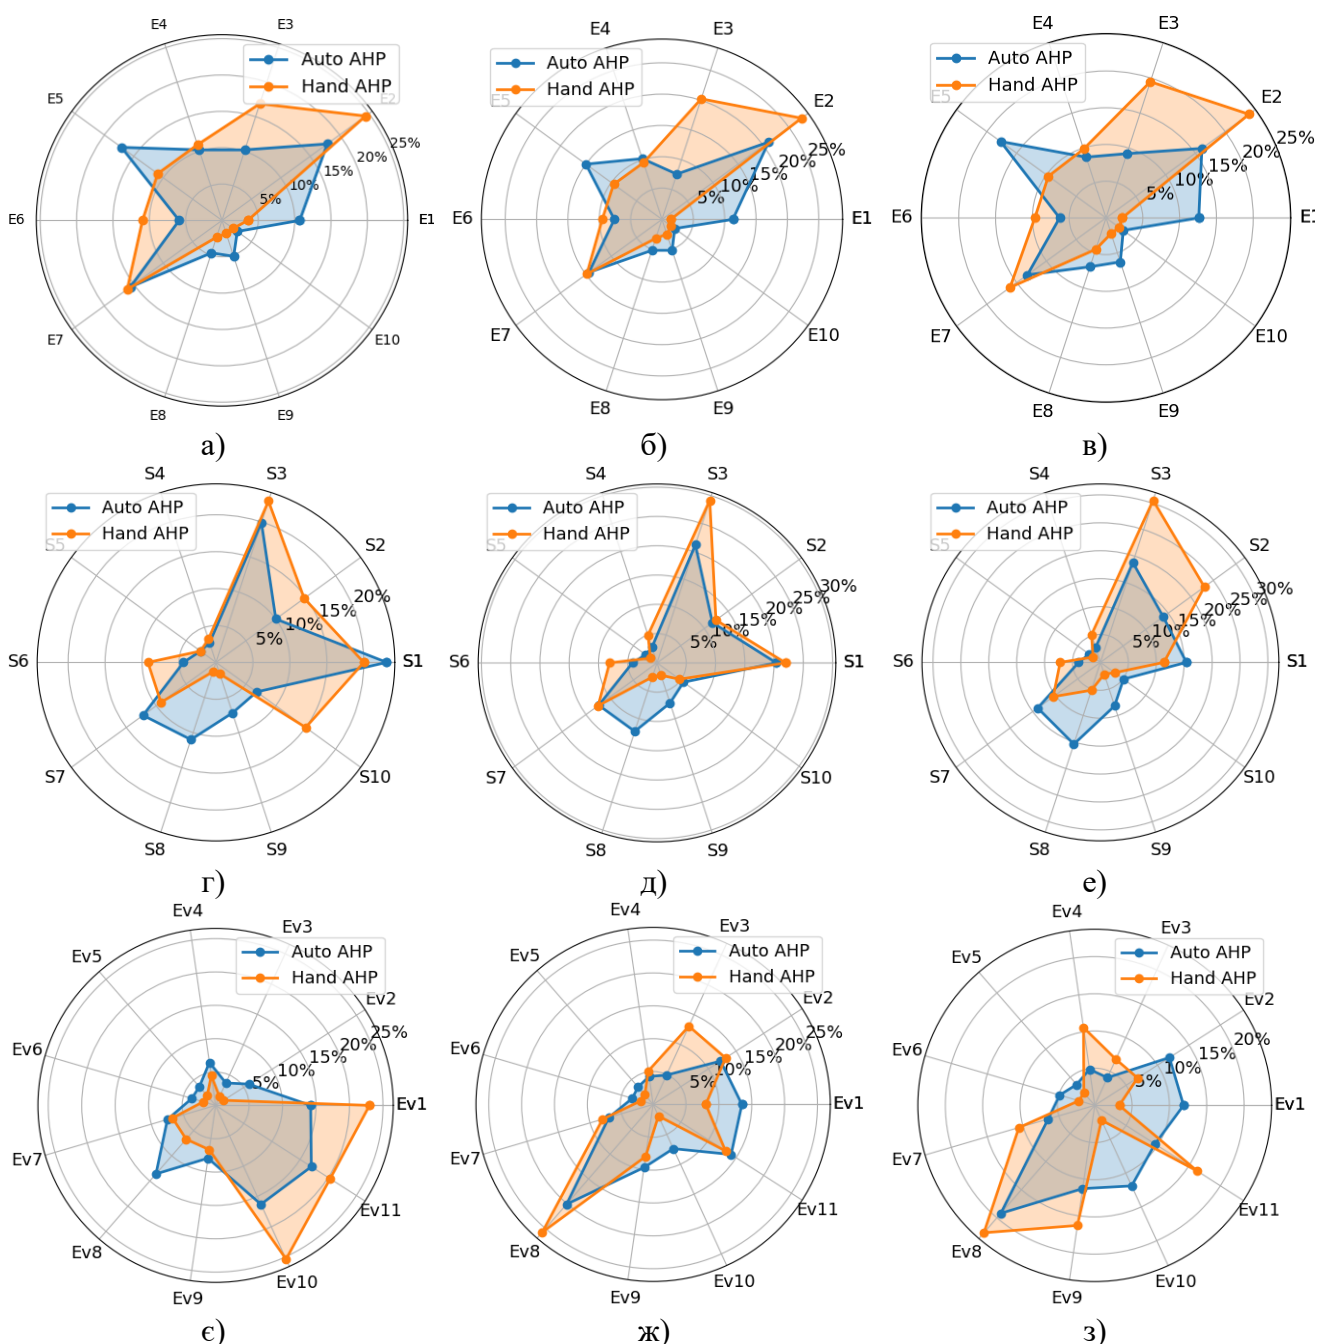 E4
E3
Auto AHP
Hand AHP
E5
E2
25%
20%
15%
10%
5%
E6
E1
E7
E10
E8
E9
а)
E4
E3
Auto AHP
Hand AHP
E5
E2
25%
20%
15%
10%
5%
E6
E1
E7
E10
E8
E9
б)
E4
E3
Auto AHP
Hand AHP
E5
E2
25%
20%
15%
10%
5%
E6
E7
E10
E8
E9
в)
S4
S3
Auto AHP
Hand AHP
S5
S2
20%
15%
10%
5%
S6
S1
S7
S10
S8
S9
г)
S4
S3
Auto AHP
Hand AHP
S5
S2
30%
25%
20%
15%
10%
5%
S6
S1
S7
S10
S8
S9
д)
S4
S3
Auto AHP
Hand AHP
S5
S2
30%
25%
20%
15%
10%
5%
S6
S1
S7
S10
S8
S9
е)
Ev4
Ev3
Auto AHP
Hand AHP
Ev5
Ev2
25%
20%
15%
10%
5%
Ev6
Ev1
Ev7
Ev11
Ev8
Ev10
Ev9
є)
Ev4
Ev3
Auto AHP
Hand AHP
Ev5
Ev2
25%
20%
15%
10%
5%
Ev6
Ev1
Ev7
Ev11
Ev8
Ev10
Ev9
ж)
Ev4
Ev3
Auto AHP
Hand AHP
Ev5
Ev2
20%
15%
10%
5%
Ev6
Ev1
Ev7
Ev11
Ev8
Ev10
Ev9
з)